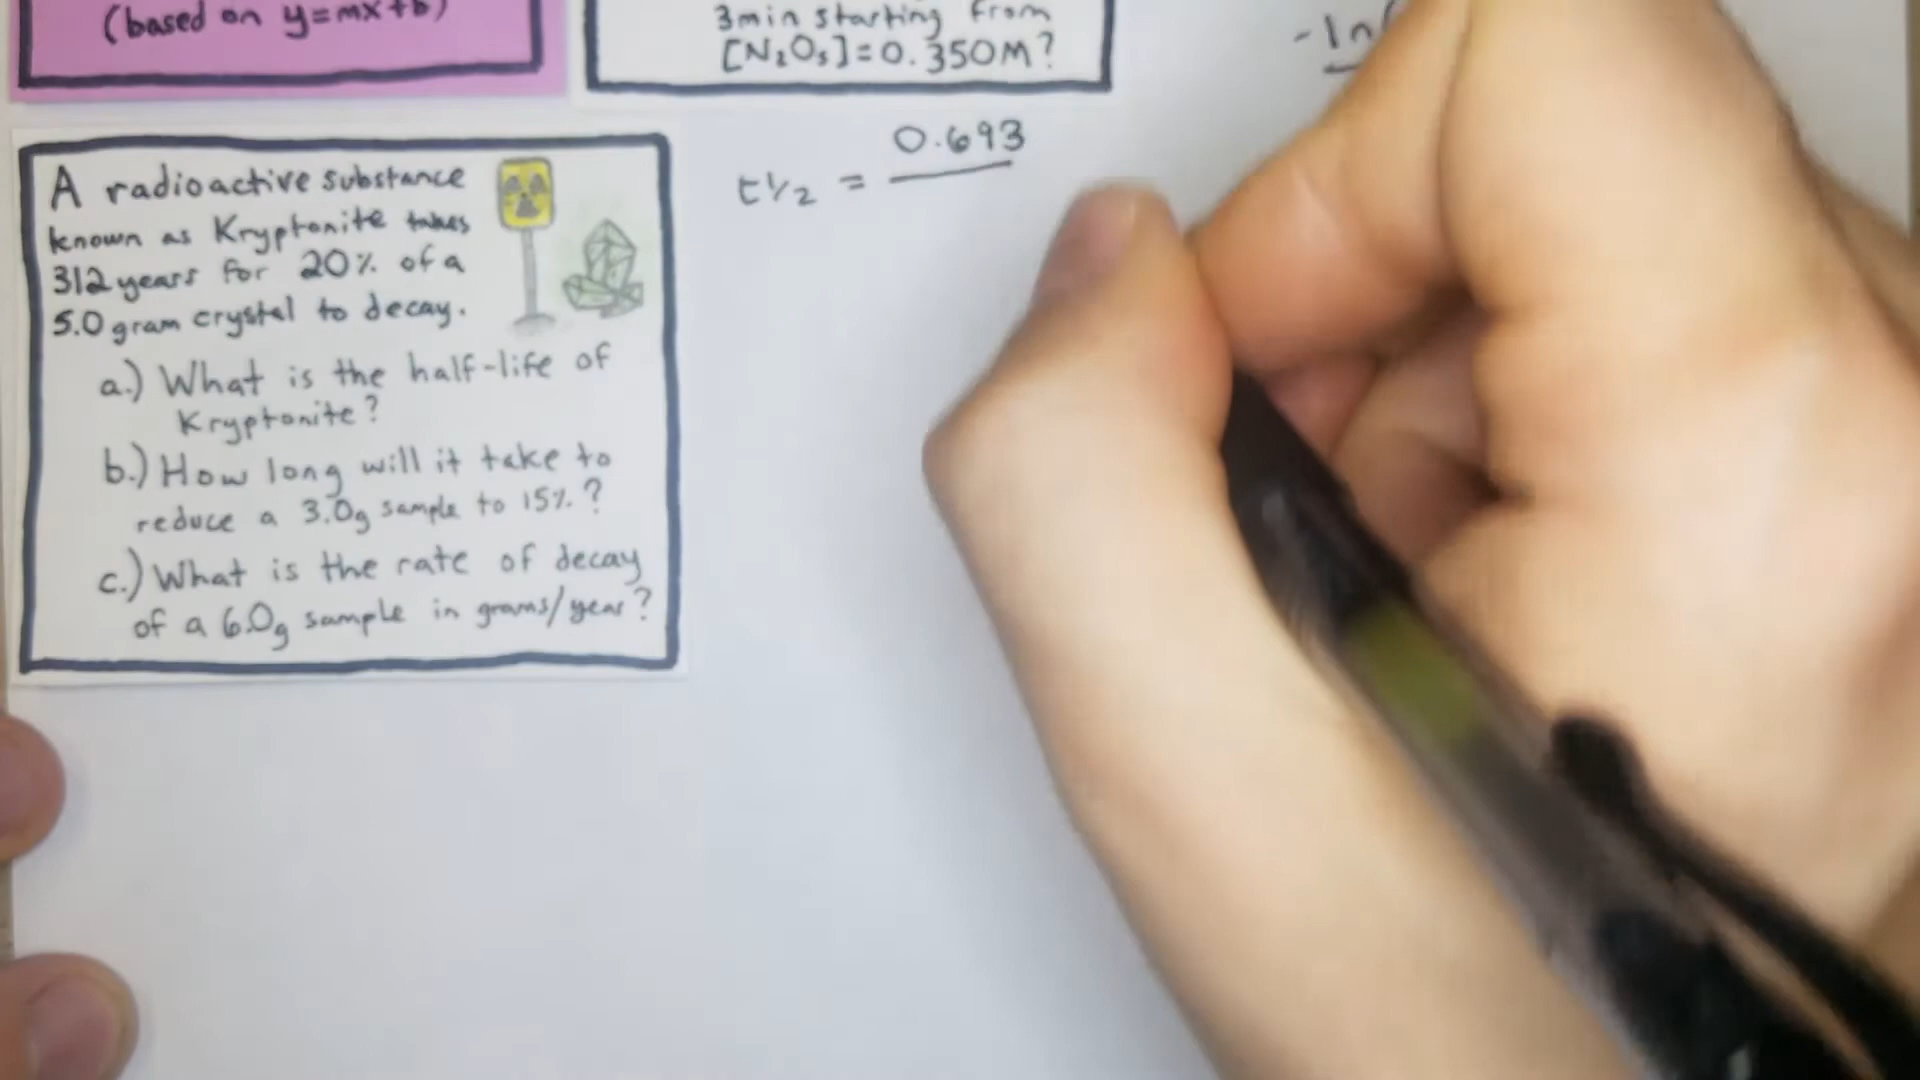 (based on y=mx+b)
3min starting from
[N₂O₅]=0.350M?
-ln(
A radioactive substance
known as Kryptonite takes
312 years for 20% of a
5.0 gram crystal to decay.
a.) What is the half-life of
Kryptonite?
b.) How long will it take to
reduce a 3.0g sample to 15%?
c.) What is the rate of decay
of a 6.0g sample in grams/year?
0.693
t1/2 =